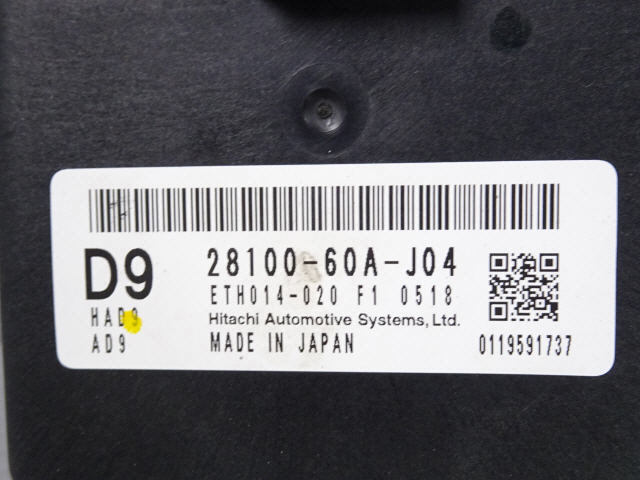 D9 28100-60A-J04
ETH014-020 F1 0518
HAD9 Hitachi Automotive Systems, Ltd.
AD9 MADE IN JAPAN 0119591737